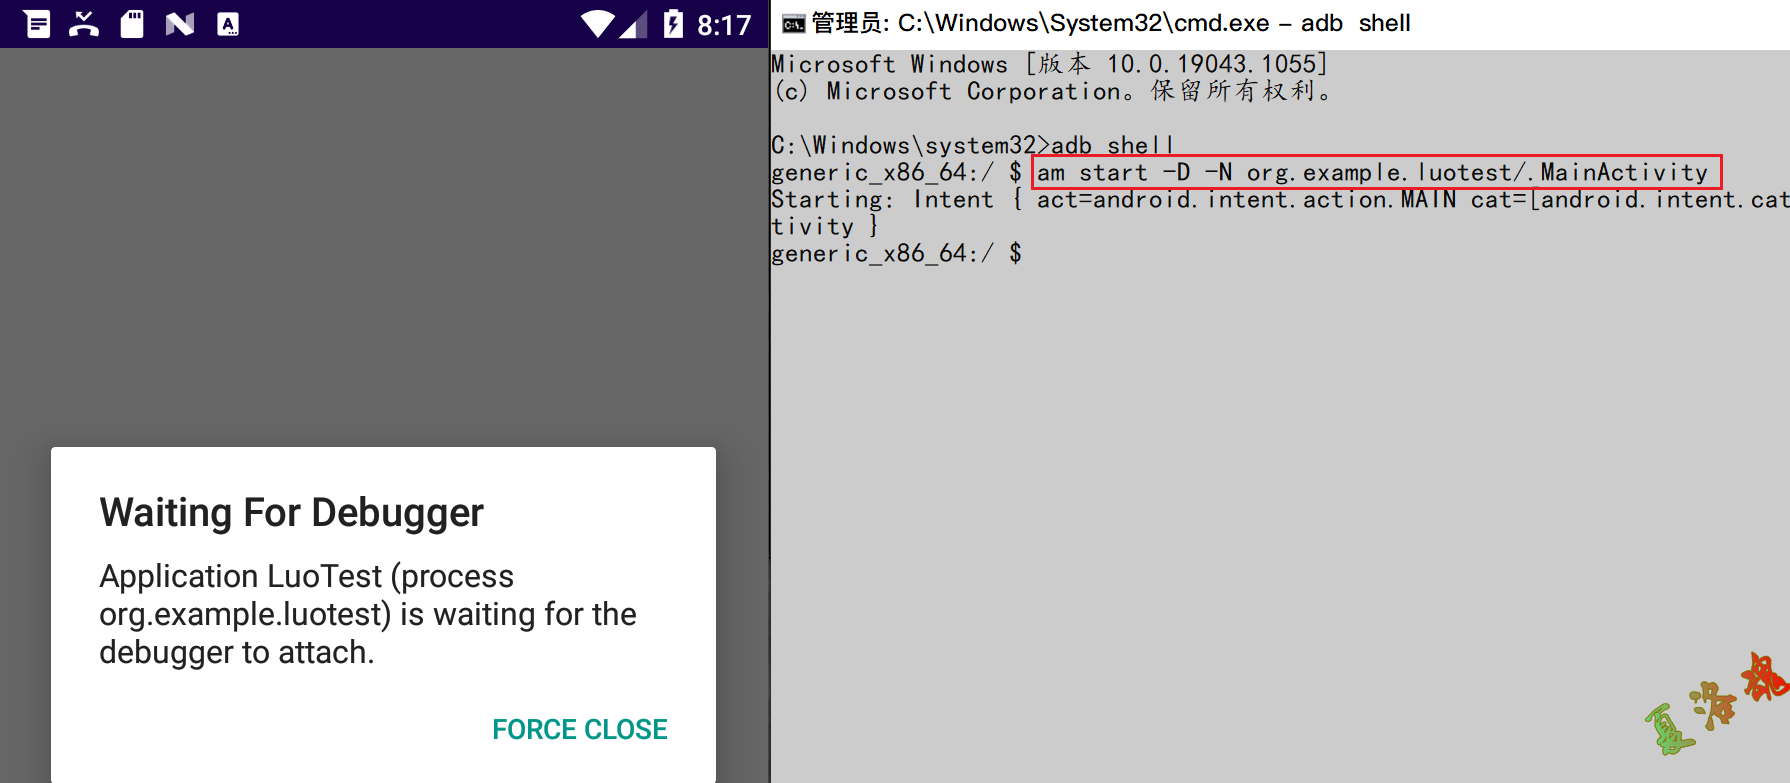 8:17
Waiting For Debugger
Application LuoTest (process
org.example.luotest) is waiting for the
debugger to attach.
FORCE CLOSE
管理员: C:\Windows\System32\cmd.exe - adb  shell
Microsoft Windows [版本 10.0.19043.1055]
(c) Microsoft Corporation。保留所有权利。
C:\Windows\system32>adb shell
generic_x86_64:/ $ am start -D -N org.example.luotest/.MainActivity
Starting: Intent { act=android.intent.action.MAIN cat=[android.intent.cat
tivity }
generic_x86_64:/ $
夏洛魂